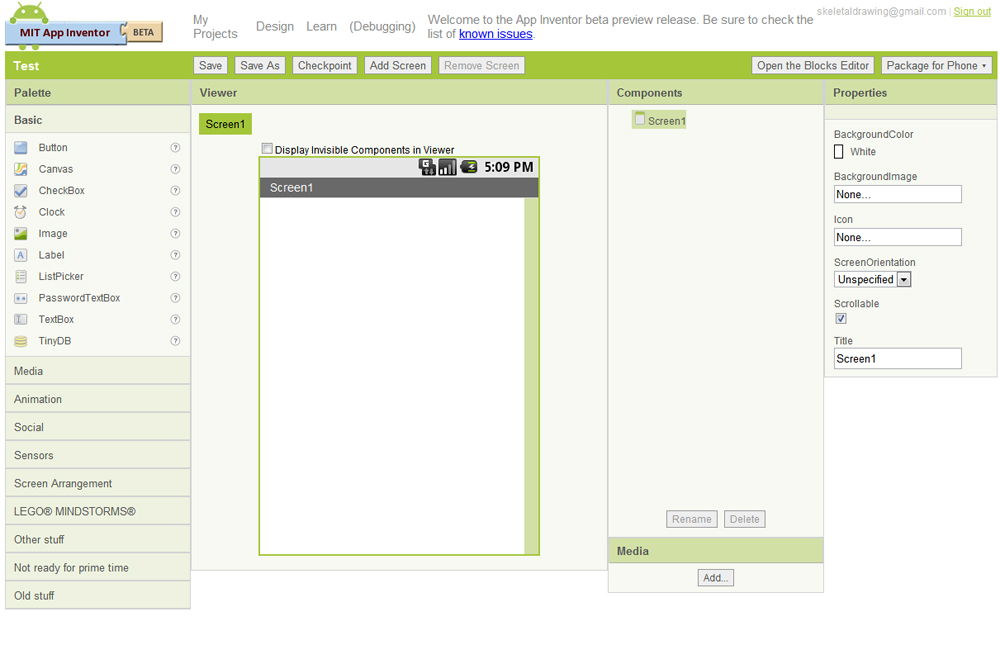 skeletaldrawing@gmail.com | Sign out
MIT App Inventor BETA
My Projects
Design
Learn
(Debugging)
Welcome to the App Inventor beta preview release. Be sure to check the
list of known issues.
Test
Save
Save As
Checkpoint
Add Screen
Remove Screen
Open the Blocks Editor
Package for Phone
Palette
Basic
Button ?
Canvas ?
CheckBox ?
Clock ?
Image ?
Label ?
ListPicker ?
PasswordTextBox ?
TextBox ?
TinyDB ?
Media
Animation
Social
Sensors
Screen Arrangement
LEGO® MINDSTORMS®
Other stuff
Not ready for prime time
Old stuff
Viewer
Screen1
Display Invisible Components in Viewer
5:09 PM
Screen1
Components
Screen1
Rename
Delete
Media
Add...
Properties
BackgroundColor
White
BackgroundImage
None...
Icon
None...
ScreenOrientation
Unspecified
Scrollable
Title
Screen1